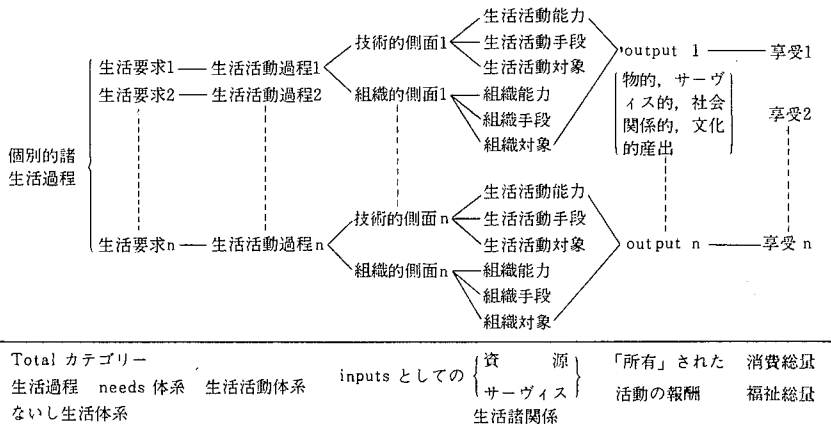 個別的諸
生活過程
生活要求1 生活活動過程1 技術的側面1 生活活動能力
生活活動手段
生活活動対象
生活要求2 生活活動過程2 組織的側面1 組織能力
組織手段
組織対象
output 1 享受1
物的，サーヴ
ィス的，社会
関係的，文化
的産出
享受2
生活要求n 生活活動過程n 技術的側面n 生活活動能力
生活活動手段
生活活動対象
組織的側面n 組織能力
組織手段
組織対象
output n 享受n
Total カテゴリー
生活過程 needs 体系 生活活動体系
ないし生活体系
inputs としての 資源
サーヴィス
生活諸関係
「所有」された 消費総量
活動の報酬 福祉総量